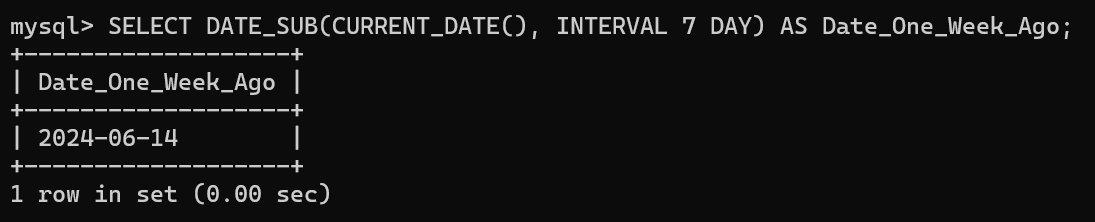 mysql> SELECT DATE_SUB(CURRENT_DATE(), INTERVAL 7 DAY) AS Date_One_Week_Ago;
+-------------------+
| Date_One_Week_Ago |
+-------------------+
| 2024-06-14        |
+-------------------+
1 row in set (0.00 sec)